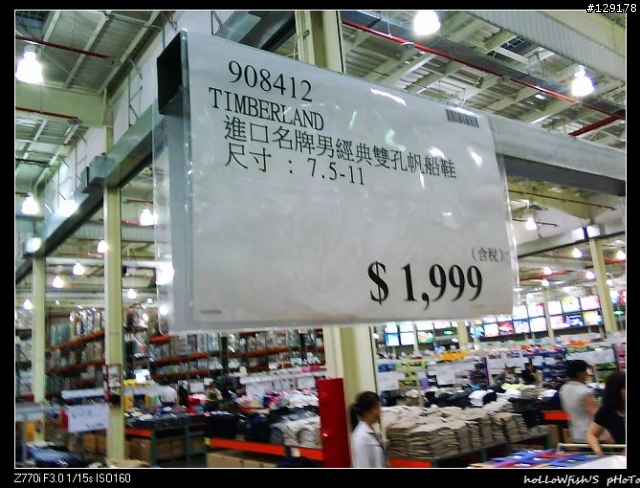 #129178
908412
TIMBERLAND
進口名牌男經典雙孔帆船鞋
尺寸 : 7.5-11
(含稅)
$ 1,999
Z770i F3.0 1/15s ISO160
hoLLoWfisH'S pHoTo